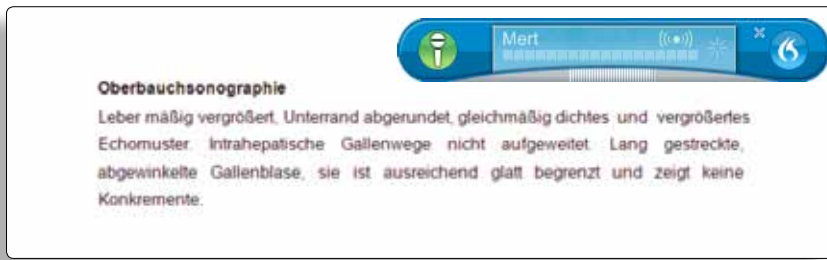 Mert
Oberbauchsonographie
Leber mäßig vergrößert, Unterrand abgerundet, gleichmäßig dichtes und vergrößertes
Echomuster. Intrahepatische Gallenwege nicht aufgeweitet. Lang gestreckte,
abgewinkelte Gallenblase, sie ist ausreichend glatt begrenzt und zeigt keine
Konkremente.